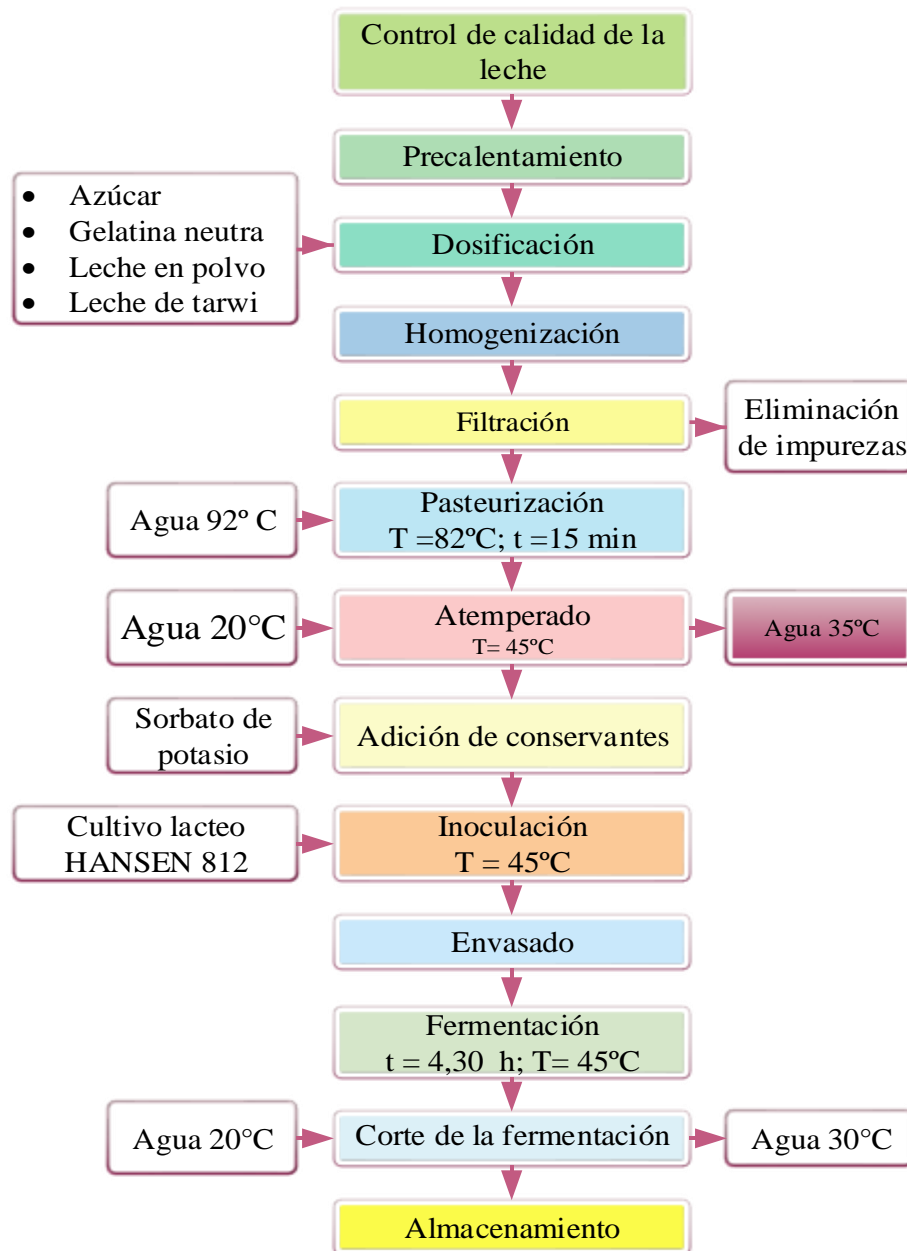 Control de calidad de la
leche
Precalentamiento
• Azúcar
• Gelatina neutra
• Leche en polvo
• Leche de tarwi
Dosificación
Homogenización
Filtración
Eliminación
de impurezas
Agua 92º C
Pasteurización
T =82ºC; t =15 min
Agua 20°C
Atemperado
T= 45ºC
Agua 35ºC
Sorbato de
potasio
Adición de conservantes
Cultivo lacteo
HANSEN 812
Inoculación
T = 45ºC
Envasado
Fermentación
t = 4,30 h; T= 45ºC
Agua 20°C
Corte de la fermentación
Agua 30°C
Almacenamiento